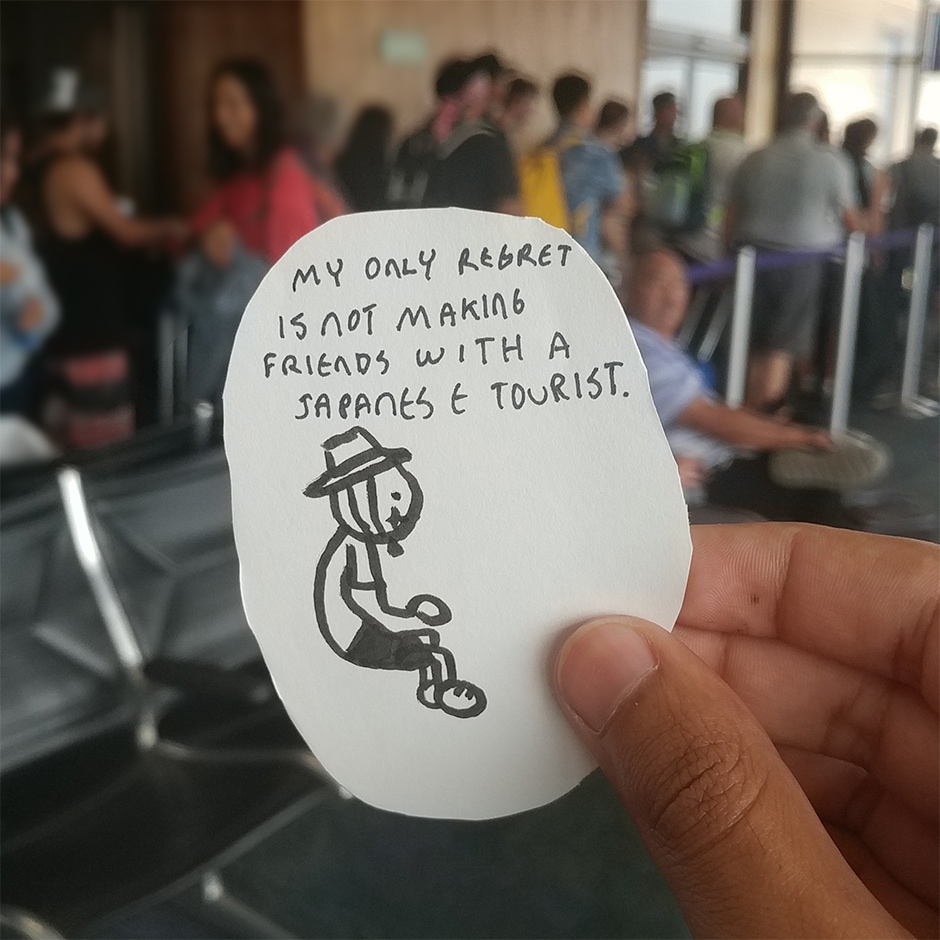 MY ONLY REGRET
IS NOT MAKING
FRIENDS WITH A
JAPANESE TOURIST.